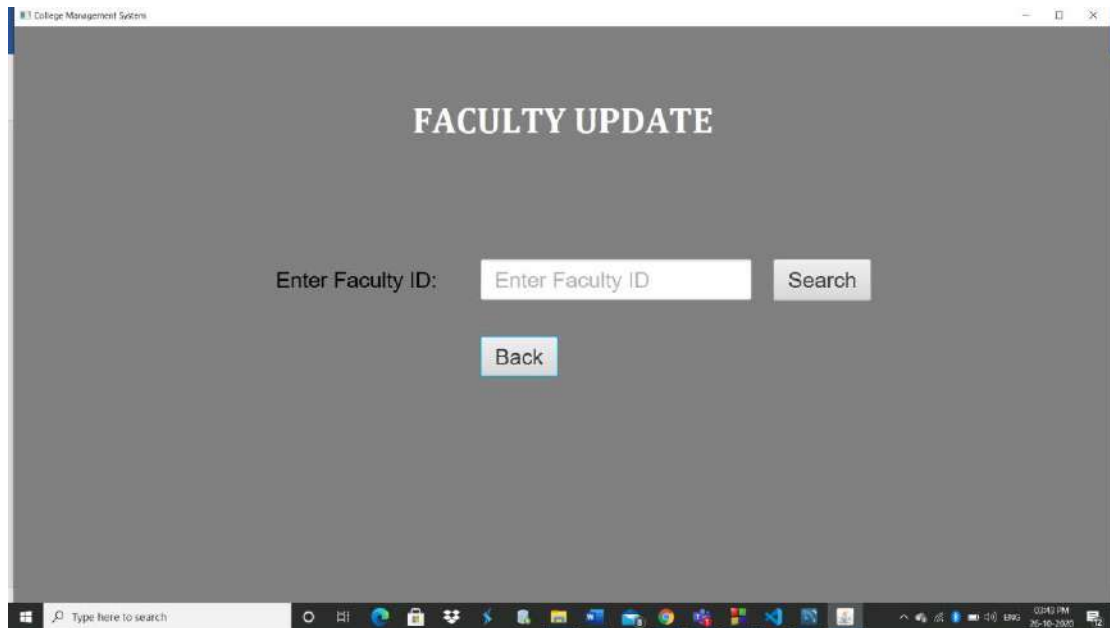 College Management System
FACULTY UPDATE
Enter Faculty ID:
Enter Faculty ID
Search
Back
Type here to search
ENG
03:43 PM
26-10-2020